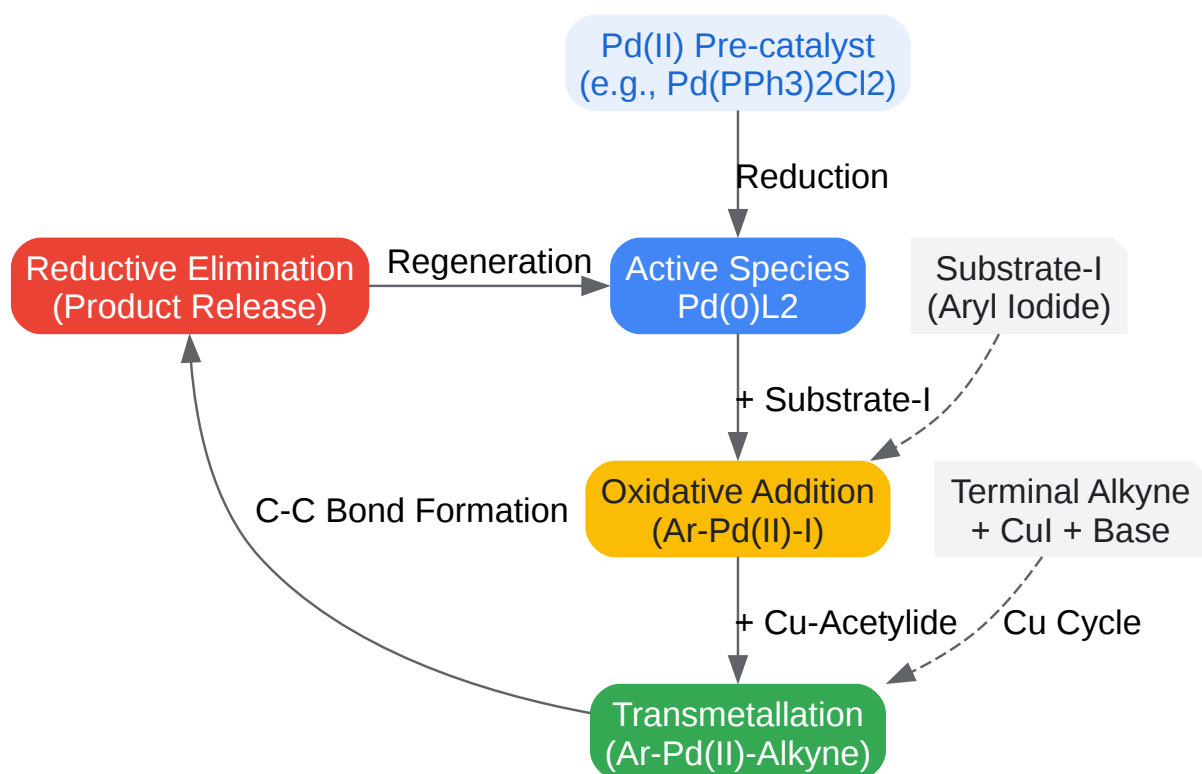 Pd(II) Pre-catalyst
(e.g., Pd(PPh3)2Cl2)
Reduction
Reductive Elimination
(Product Release)
Regeneration
Active Species
Pd(0)L2
Substrate-I
(Aryl Iodide)
+ Substrate-I
C-C Bond Formation
Oxidative Addition
(Ar-Pd(II)-I)
Terminal Alkyne
+ CuI + Base
+ Cu-Acetylide
Cu Cycle
Transmetallation
(Ar-Pd(II)-Alkyne)